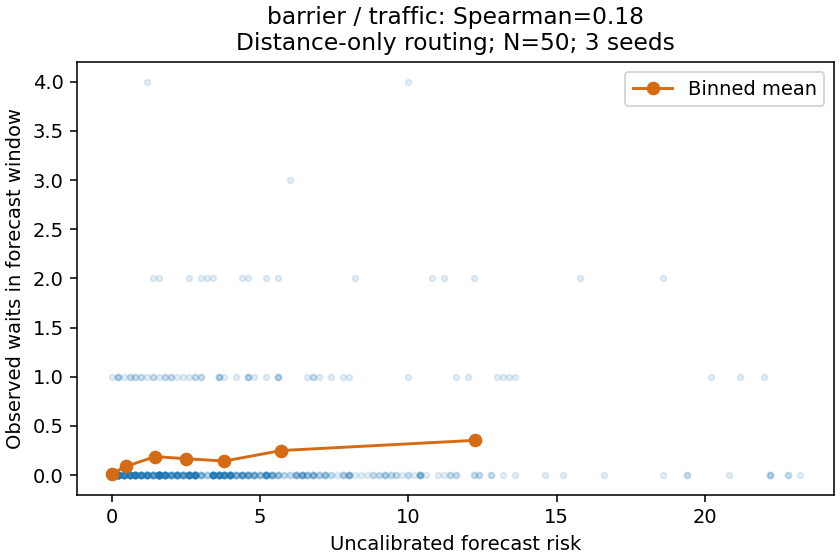 barrier / traffic: Spearman=0.18
Distance-only routing; N=50; 3 seeds
Binned mean
Observed waits in forecast window
4.0
3.5
3.0
2.5
2.0
1.5
1.0
0.5
0.0
0
5
10
15
20
Uncalibrated forecast risk